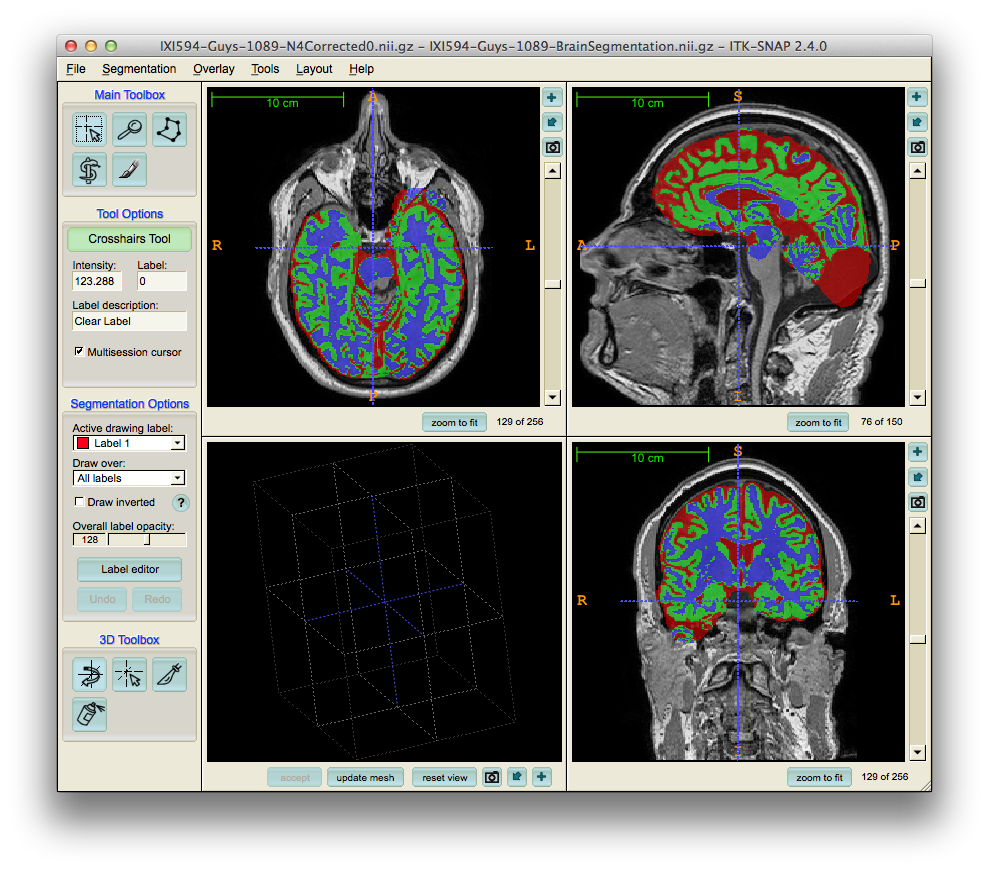 IXI594-Guys-1089-N4Corrected0.nii.gz - IXI594-Guys-1089-BrainSegmentation.nii.gz - ITK-SNAP 2.4.0
File Segmentation Overlay Tools Layout Help
Main Toolbox
Tool Options
Crosshairs Tool
Intensity: Label:
123.288 0
Label description:
Clear Label
Multisession cursor
Segmentation Options
Active drawing label:
Label 1
Draw over:
All labels
Draw inverted ?
Overall label opacity:
128
Label editor
Undo Redo
3D Toolbox
10 cm
A
R
L
P
zoom to fit 129 of 256
10 cm
S
A
P
I
zoom to fit 76 of 150
accept update mesh reset view
10 cm
S
R
L
I
zoom to fit 129 of 256